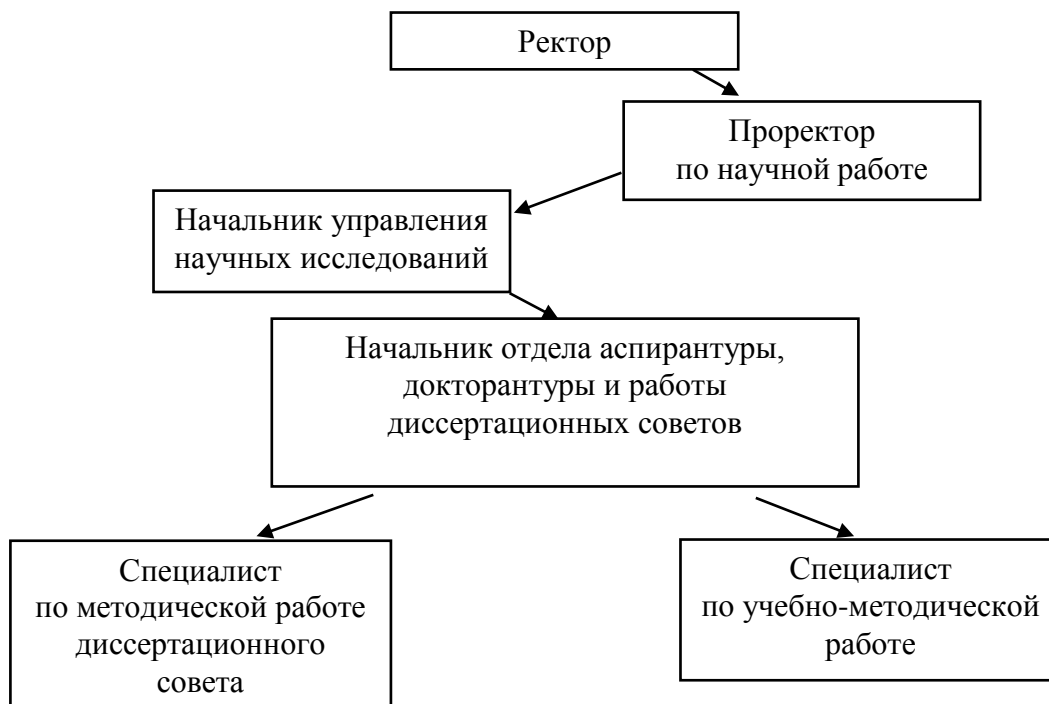 Ректор
Проректор
по научной работе
Начальник управления
научных исследований
Начальник отдела аспирантуры,
докторантуры и работы
диссертационных советов
Специалист
по методической работе
диссертационного
совета
Специалист
по учебно-методической
работе